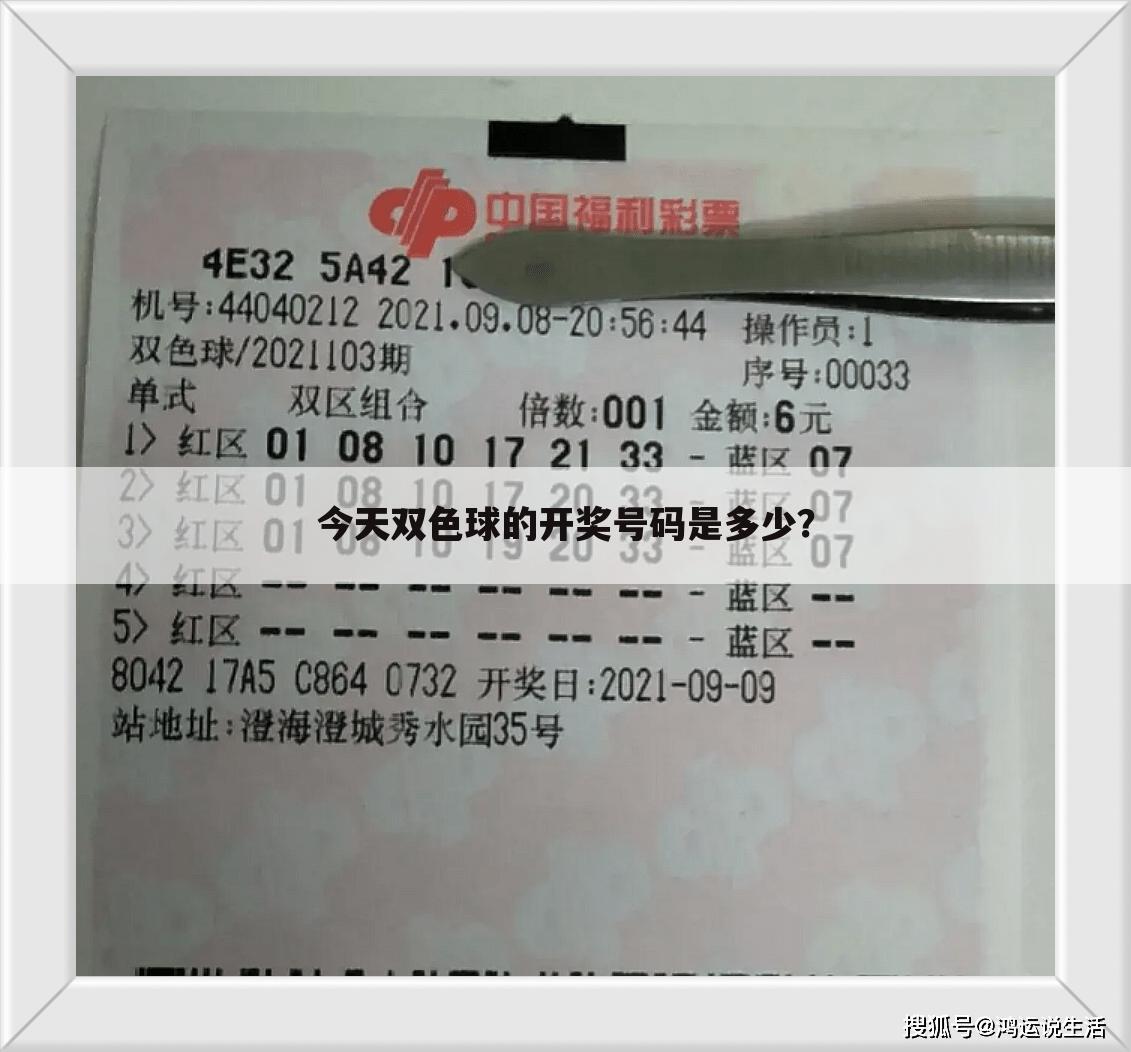 中国福利彩票
4E32 5A42
机号:44040212 2021.09.08-20:56:44 操作员:1
双色球/2021103期 序号:00033
单式 双区组合 倍数:001 金额:6元
1> 红区 01 08 10 17 21 33 - 蓝区 07
2> 红区 01 08 10 17 20 33 - 蓝区 07
今天双色球的开奖号码是多少?
3> 红区 01 08 10 19 20 33 - 蓝区 07
4> 红区 -- -- -- -- -- -- - 蓝区 --
5> 红区 -- -- -- -- -- -- - 蓝区 --
8042 17A5 C864 0732 开奖日:2021-09-09
站地址:澄海澄城秀水园35号
搜狐号@鸿运说生活